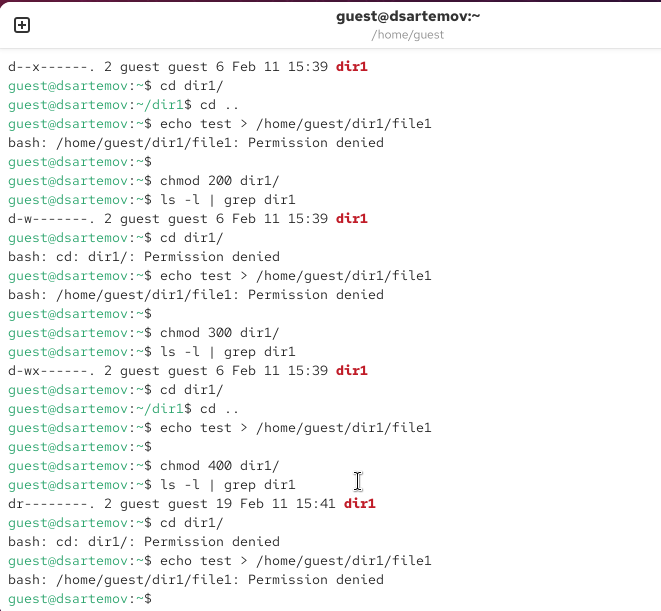 guest@dsartemov:~
/home/guest
d--x------. 2 guest guest 6 Feb 11 15:39 dir1
guest@dsartemov:~$ cd dir1/
guest@dsartemov:~/dir1$ cd ..
guest@dsartemov:~$ echo test > /home/guest/dir1/file1
bash: /home/guest/dir1/file1: Permission denied
guest@dsartemov:~$
guest@dsartemov:~$ chmod 200 dir1/
guest@dsartemov:~$ ls -l | grep dir1
d-w-------. 2 guest guest 6 Feb 11 15:39 dir1
guest@dsartemov:~$ cd dir1/
bash: cd: dir1/: Permission denied
guest@dsartemov:~$ echo test > /home/guest/dir1/file1
bash: /home/guest/dir1/file1: Permission denied
guest@dsartemov:~$
guest@dsartemov:~$ chmod 300 dir1/
guest@dsartemov:~$ ls -l | grep dir1
d-wx------. 2 guest guest 6 Feb 11 15:39 dir1
guest@dsartemov:~$ cd dir1/
guest@dsartemov:~/dir1$ cd ..
guest@dsartemov:~$ echo test > /home/guest/dir1/file1
guest@dsartemov:~$
guest@dsartemov:~$ chmod 400 dir1/
guest@dsartemov:~$ ls -l | grep dir1
dr--------. 2 guest guest 19 Feb 11 15:41 dir1
guest@dsartemov:~$ cd dir1/
bash: cd: dir1/: Permission denied
guest@dsartemov:~$ echo test > /home/guest/dir1/file1
bash: /home/guest/dir1/file1: Permission denied
guest@dsartemov:~$